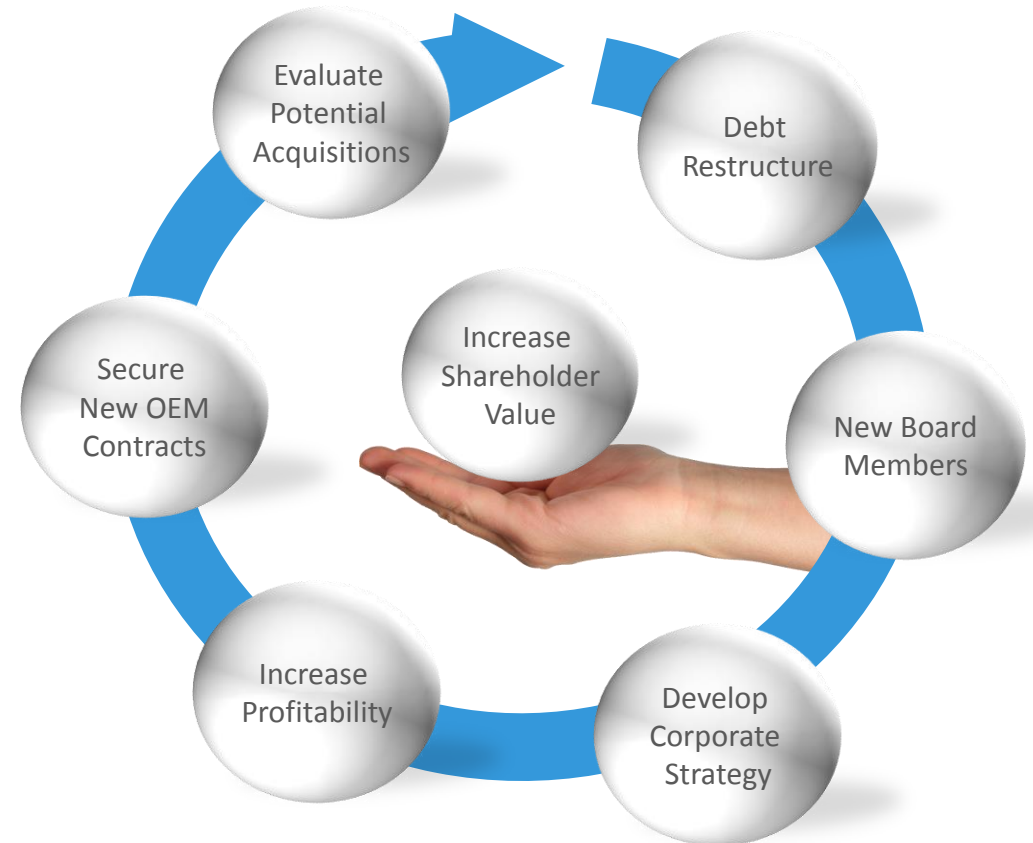 Evaluate
Potential
Acquisitions
Debt
Restructure
Increase
Shareholder
Value
Secure
New OEM
Contracts
New Board
Members
Increase
Profitability
Develop
Corporate
Strategy